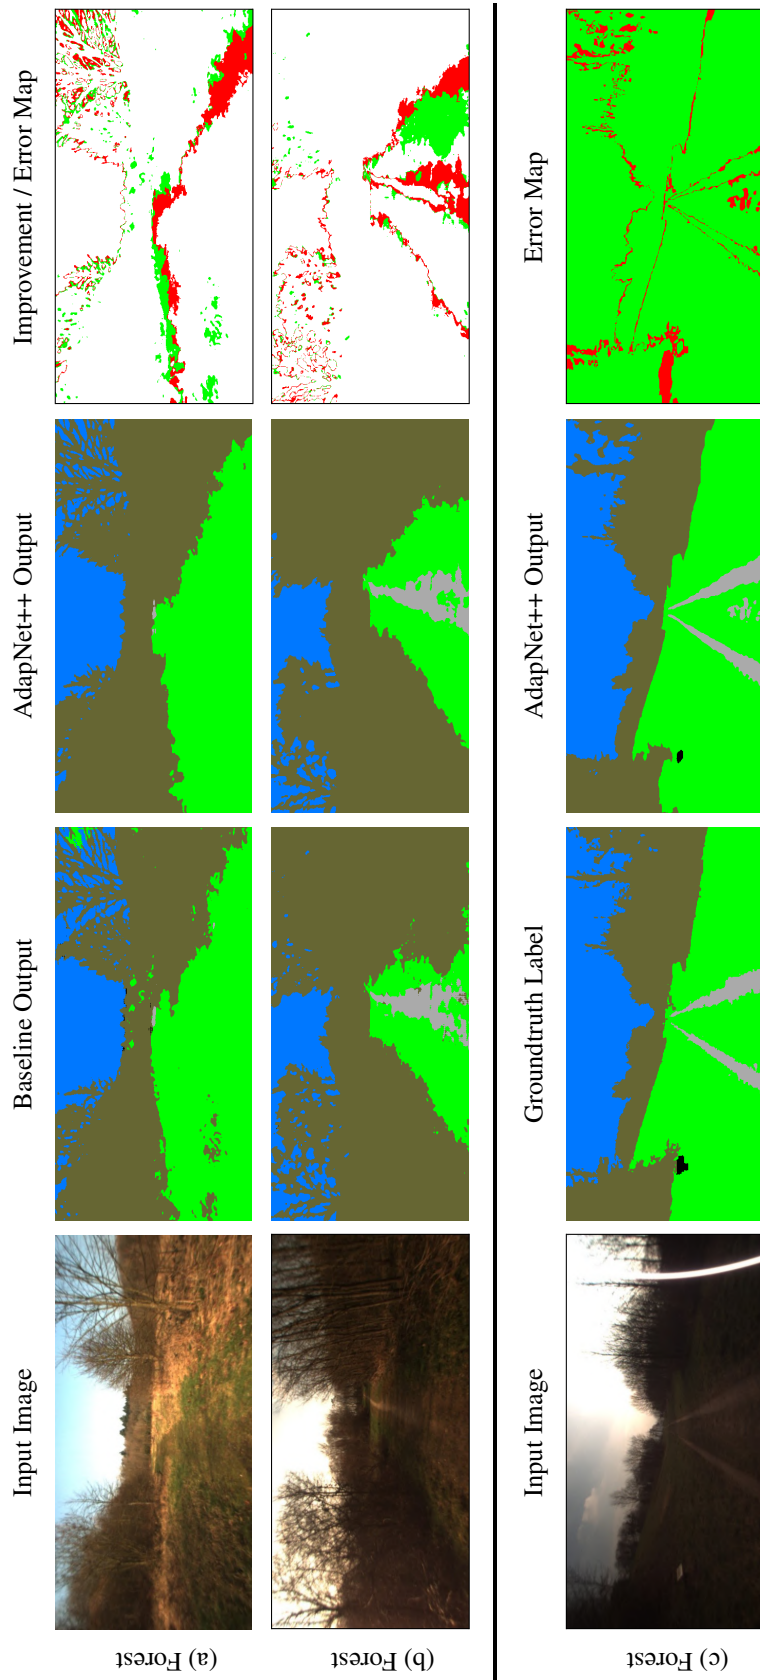 Input Image
Baseline Output
AdapNet++ Output
Improvement / Error Map
(a) Forest
(b) Forest
Input Image
Groundtruth Label
AdapNet++ Output
Error Map
(c) Forest